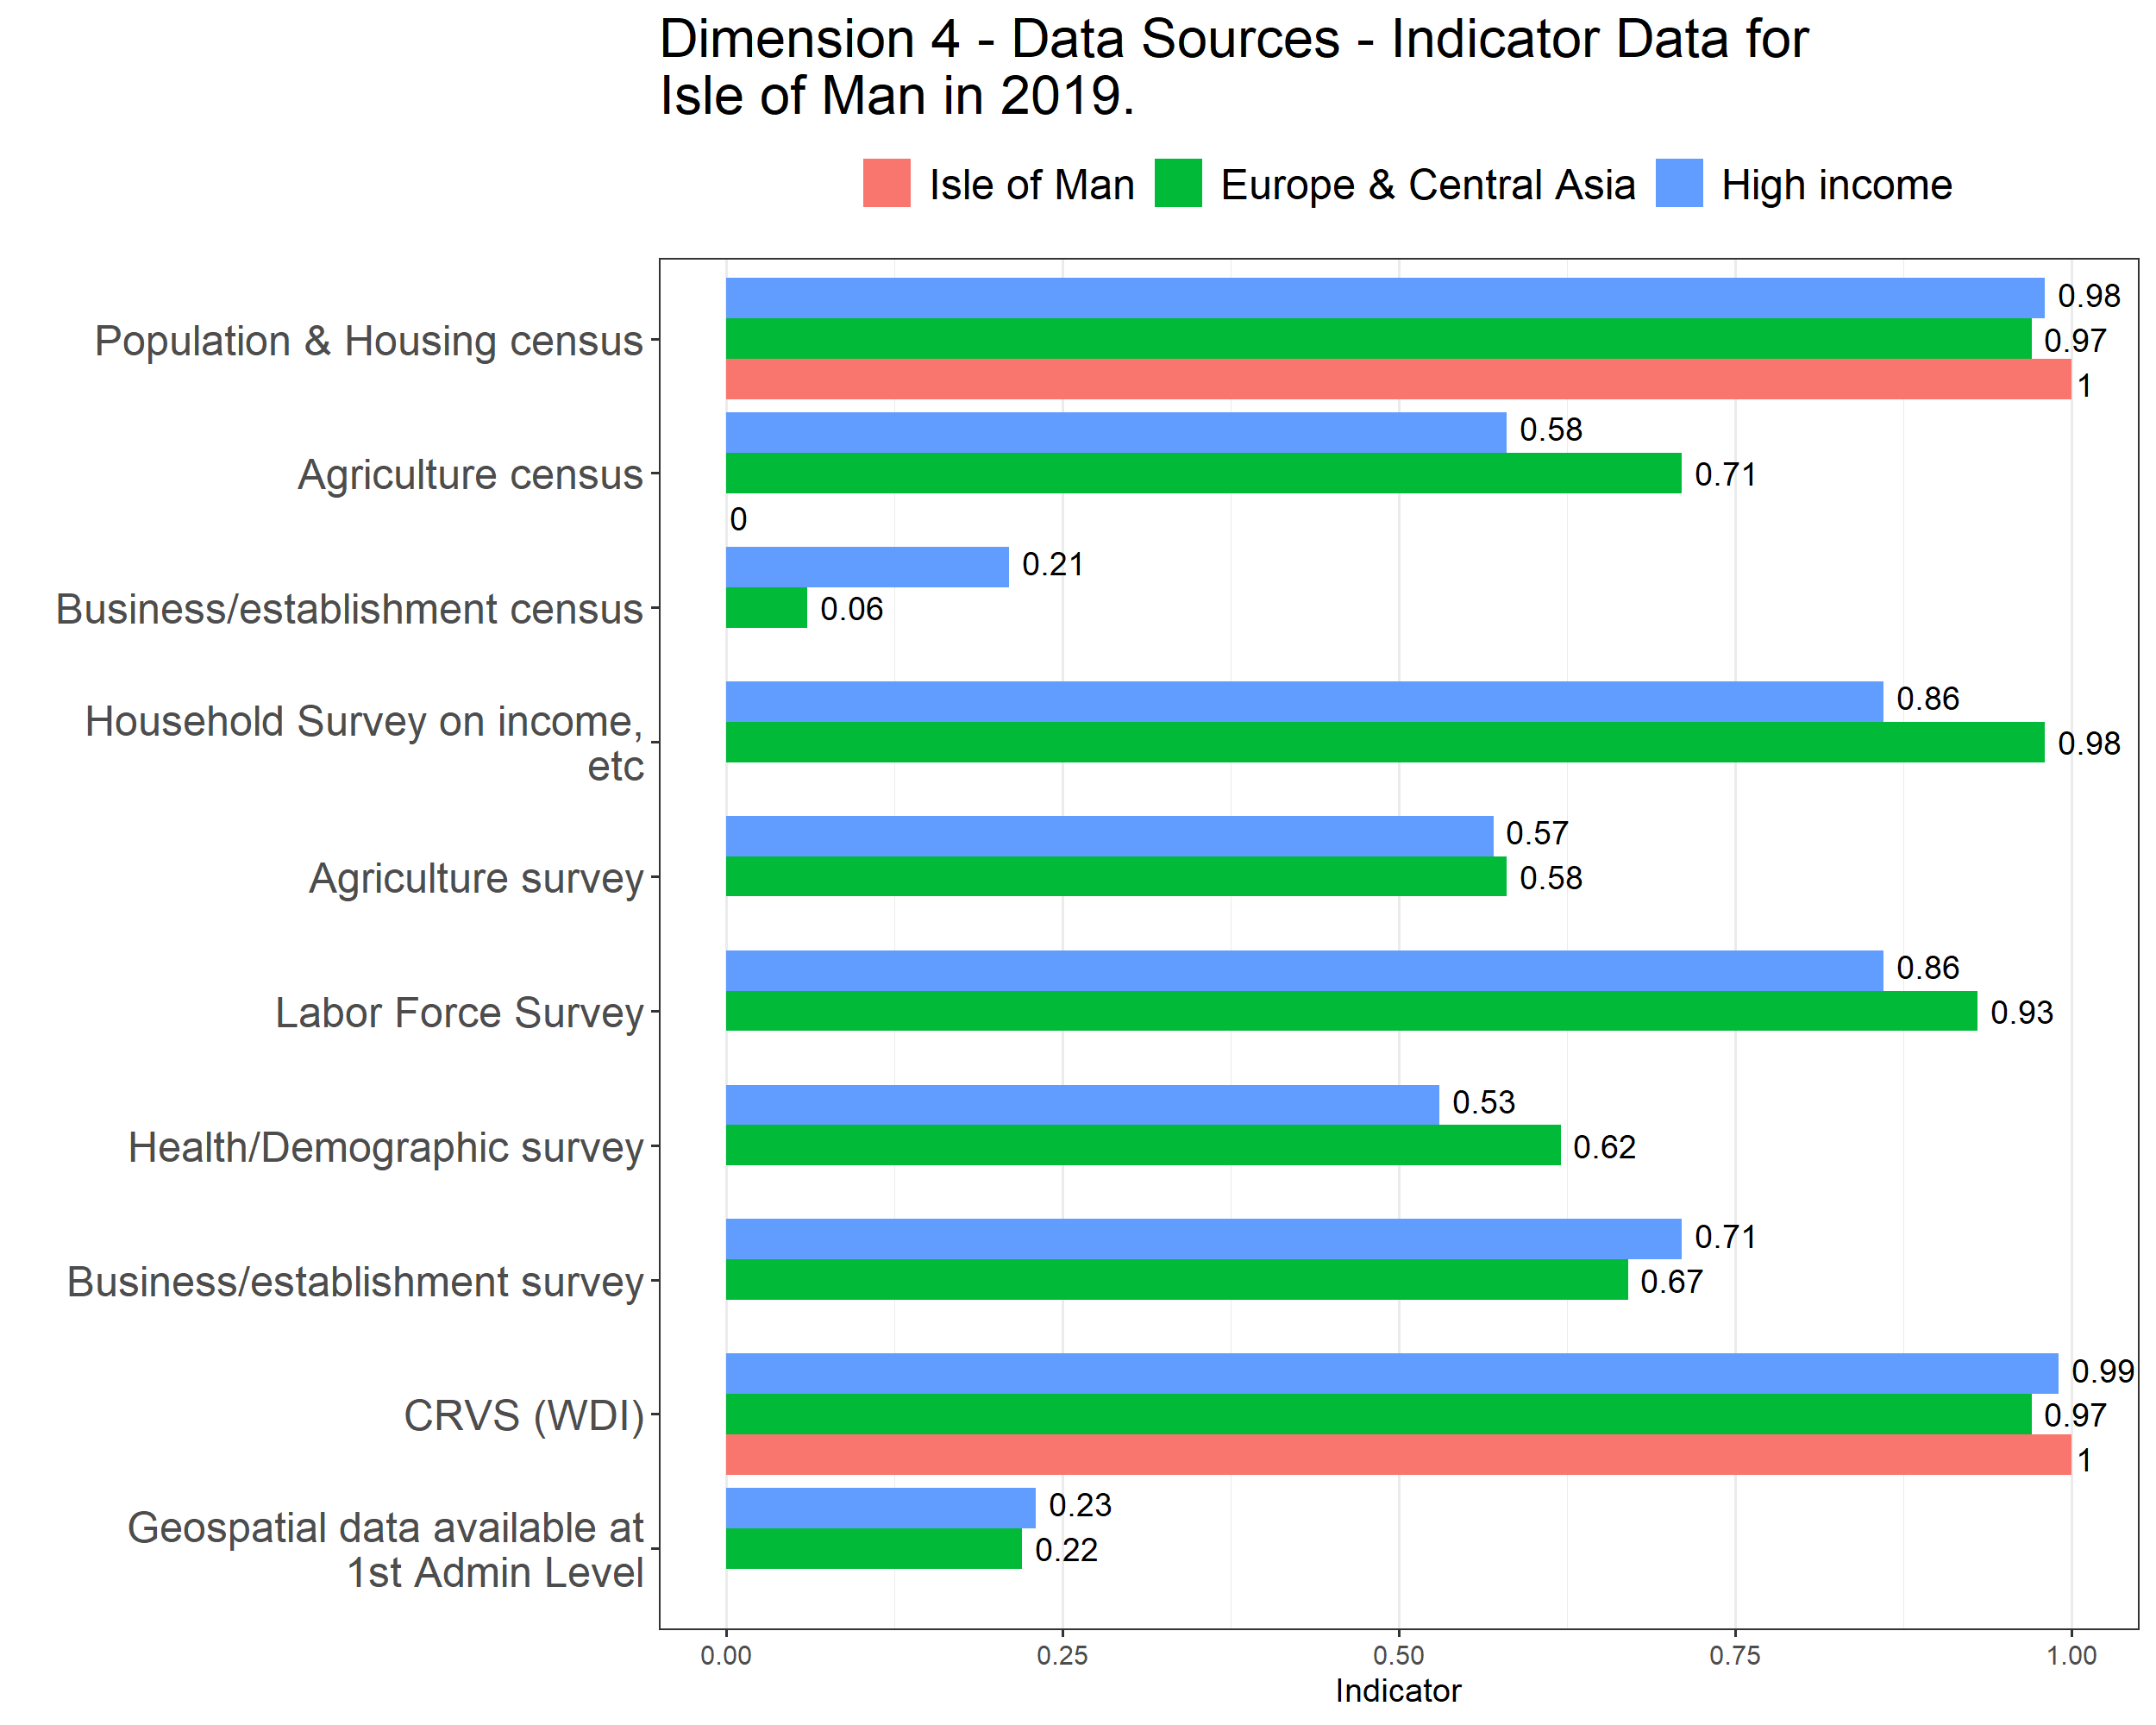 Dimension 4 - Data Sources - Indicator Data for
Isle of Man in 2019.
Isle of Man
Europe & Central Asia
High income
Population & Housing census
0.98
0.97
1
Agriculture census
0.58
0.71
0
Business/establishment census
0.21
0.06
Household Survey on income,
etc
0.86
0.98
Agriculture survey
0.57
0.58
Labor Force Survey
0.86
0.93
Health/Demographic survey
0.53
0.62
Business/establishment survey
0.71
0.67
CRVS (WDI)
0.99
0.97
1
Geospatial data available at
1st Admin Level
0.23
0.22
0.00
0.25
0.50
0.75
1.00
Indicator